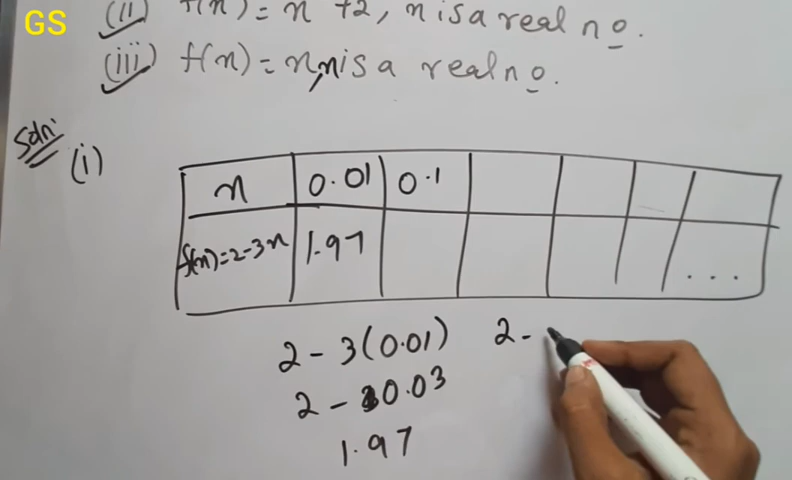 GS
(ii) f(x) = x +2, x is a real no.
(iii) f(x) = x, x is a real no.
Soln:
(i)
x 0.01 0.1
f(x)=2-3x 1.97 ...
2 - 3(0.01) 2 -
2 - 0.03
1.97